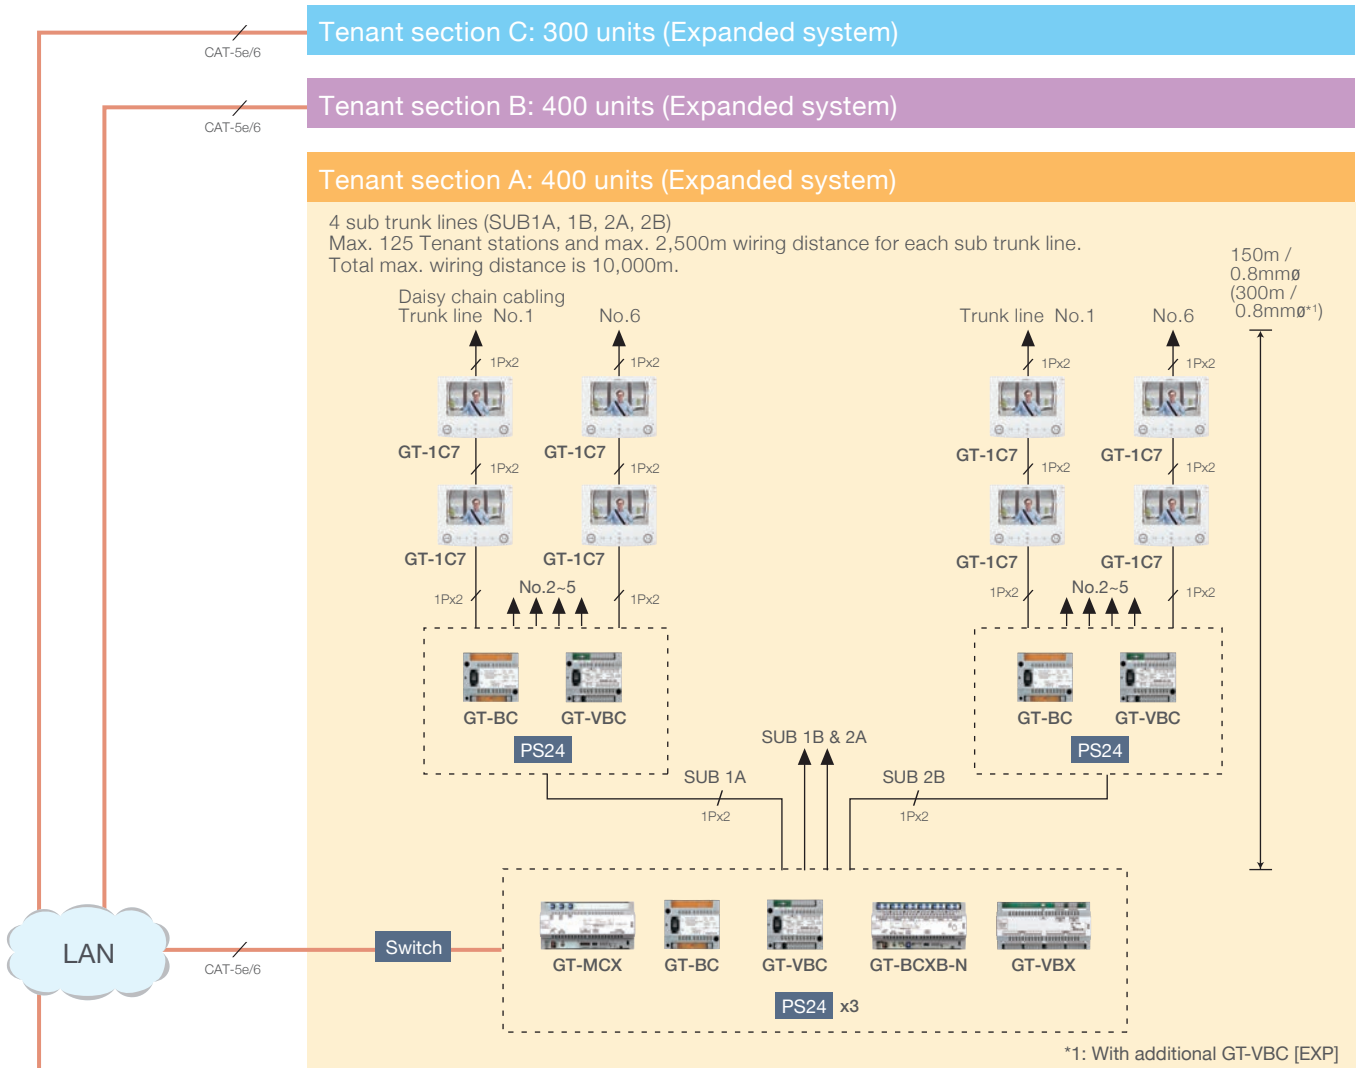 Tenant section C: 300 units (Expanded system)
CAT-5e/6
Tenant section B: 400 units (Expanded system)
CAT-5e/6
Tenant section A: 400 units (Expanded system)
4 sub trunk lines (SUB1A, 1B, 2A, 2B)
Max. 125 Tenant stations and max. 2,500m wiring distance for each sub trunk line.
Total max. wiring distance is 10,000m.
150m /
0.8mmø
(300m /
0.8mmø*1)
Daisy chain cabling
Trunk line No.1
No.6
Trunk line No.1
No.6
1Px2
1Px2
1Px2
1Px2
GT-1C7
GT-1C7
GT-1C7
GT-1C7
1Px2
1Px2
1Px2
1Px2
GT-1C7
GT-1C7
GT-1C7
GT-1C7
No.2~5
No.2~5
1Px2
1Px2
1Px2
1Px2
GT-BC
GT-VBC
GT-BC
GT-VBC
PS24
PS24
SUB 1B & 2A
SUB 1A
SUB 2B
1Px2
1Px2
LAN
CAT-5e/6
Switch
GT-MCX
GT-BC
GT-VBC
GT-BCXB-N
GT-VBX
PS24 x3
*1: With additional GT-VBC [EXP]